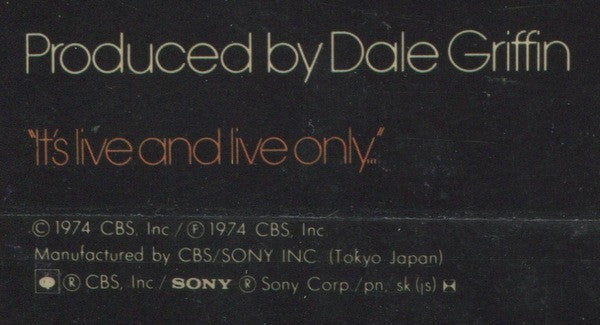 Produced by Dale Griffin
"It's live and live only..."
© 1974 CBS, Inc / ℗ 1974 CBS, Inc.
Manufactured by CBS/SONY INC. (Tokyo Japan)
® CBS, Inc / SONY ® Sony Corp./pn, sk (js) H